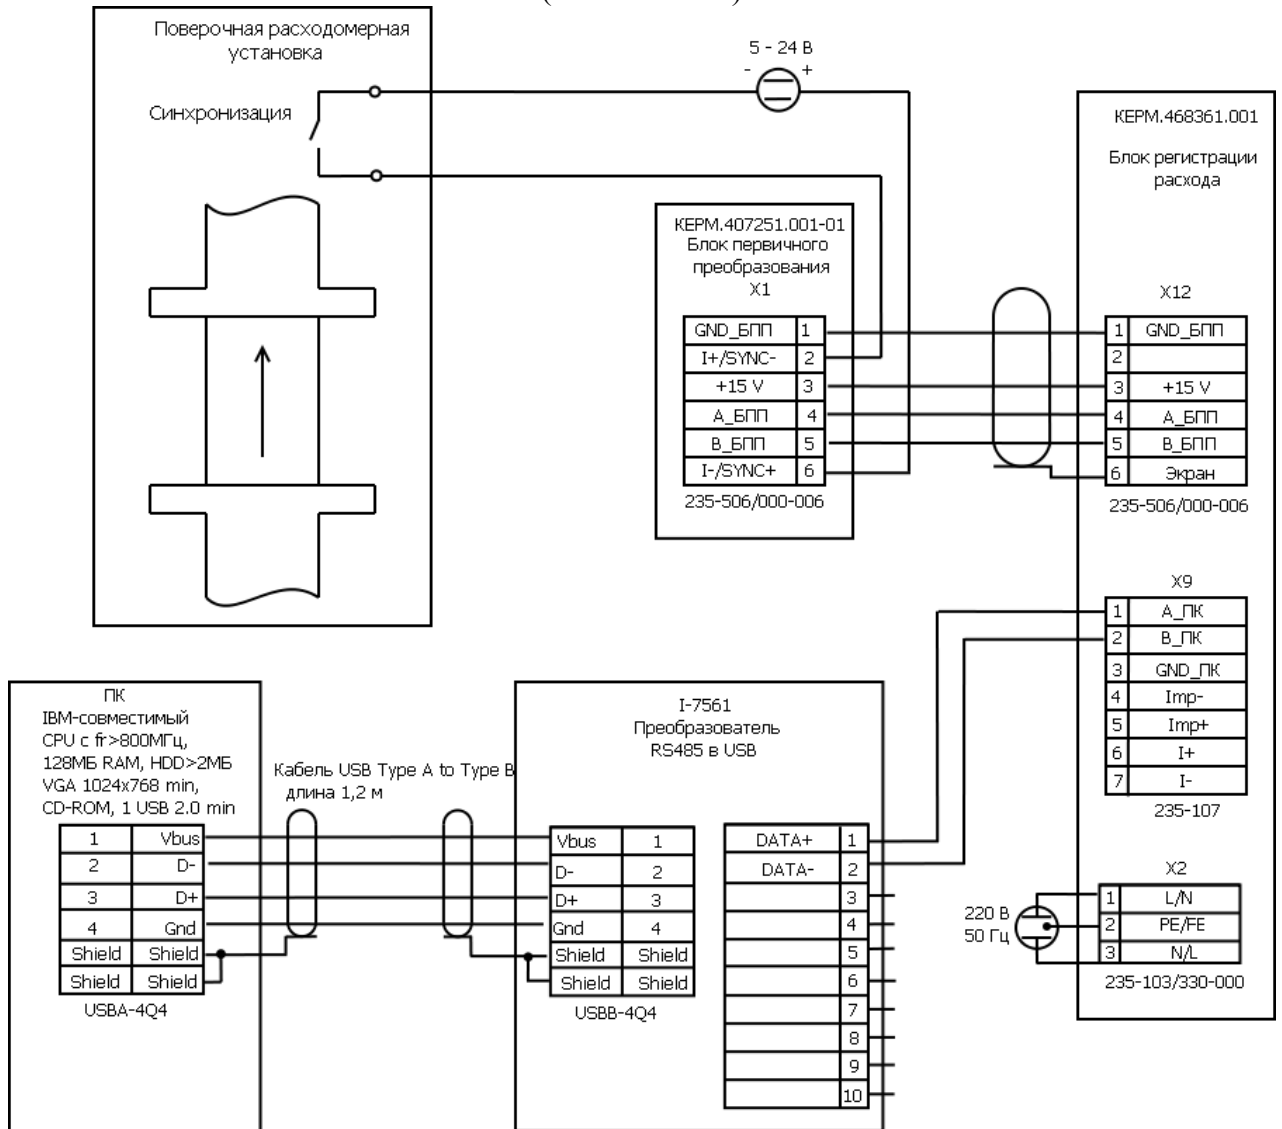 Поверочная расходомерная
установка
Синхронизация
5 - 24 В
- +
КЕРМ.468361.001
Блок регистрации
расхода
КЕРМ.407251.001-01
Блок первичного
преобразования
X1
GND_БПП 1
I+/SYNC- 2
+15 V 3
А_БПП 4
В_БПП 5
I-/SYNC+ 6
235-506/000-006
X12
1 GND_БПП
2
3 +15 V
4 А_БПП
5 В_БПП
6 Экран
235-506/000-006
X9
1 А_ПК
2 В_ПК
3 GND_ПК
4 Imp-
5 Imp+
6 I+
7 I-
235-107
X2
220 В
50 Гц
1 L/N
2 PE/FE
3 N/L
235-103/330-000
ПК
IBM-совместимый
CPU с fr>800МГц,
128МБ RAM, HDD>2МБ
VGA 1024x768 min,
CD-ROM, 1 USB 2.0 min
1 Vbus
2 D-
3 D+
4 Gnd
Shield Shield
Shield Shield
USBA-4Q4
Кабель USB Type A to Type B
длина 1,2 м
I-7561
Преобразователь
RS485 в USB
Vbus 1
D- 2
D+ 3
Gnd 4
Shield Shield
Shield Shield
USBB-4Q4
DATA+ 1
DATA- 2
3
4
5
6
7
8
9
10